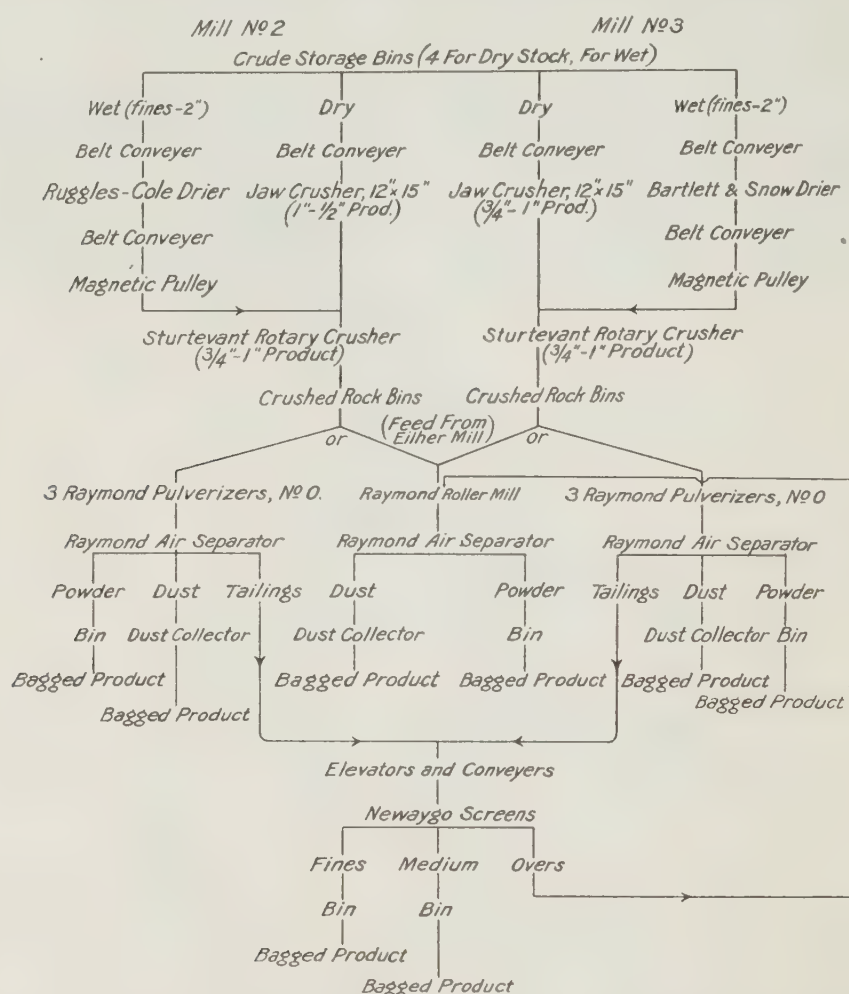 Mill Nº2 Mill Nº3
Crude Storage Bins (4 For Dry Stock, For Wet)
Wet (fines-2") Dry Dry Wet (fines-2")
Belt Conveyer Belt Conveyer Belt Conveyer Belt Conveyer
Ruggles-Cole Drier Jaw Crusher, 12"x 15" Jaw Crusher, 12"x 15" Bartlett & Snow Drier
(1"-½" Prod.) (3/4"-1" Prod.)
Belt Conveyer Belt Conveyer
Magnetic Pulley Magnetic Pulley
Sturtevant Rotary Crusher Sturtevant Rotary Crusher
(3/4"-1" Product) (3/4"-1" Product)
Crushed Rock Bins Crushed Rock Bins
or (Feed From Either Mill) or
3 Raymond Pulverizers, Nº 0. Raymond Roller Mill 3 Raymond Pulverizers, Nº 0
Raymond Air Separator Raymond Air Separator Raymond Air Separator
Powder Dust Tailings Dust Powder Tailings Dust Powder
Bin Dust Collector Dust Collector Bin Dust Collector Bin
Bagged Product Bagged Product Bagged Product Bagged Product
Bagged Product Bagged Product
Elevators and Conveyers
Newaygo Screens
Fines Medium Overs
Bin Bin
Bagged Product
Bagged Product